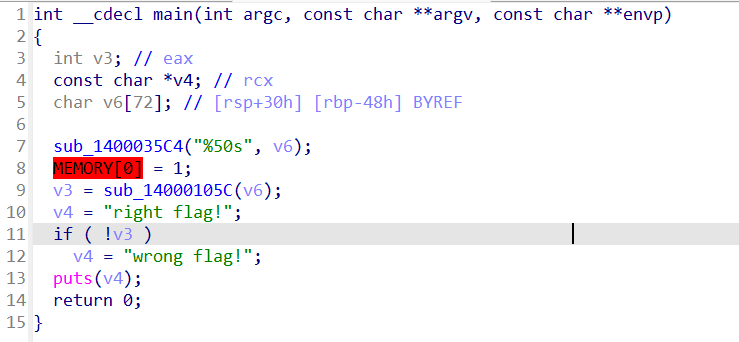 1 int __cdecl main(int argc, const char **argv, const char **envp)
2 {
3   int v3; // eax
4   const char *v4; // rcx
5   char v6[72]; // [rsp+30h] [rbp-48h] BYREF
6
7   sub_1400035C4("%50s", v6);
8   MEMORY[0] = 1;
9   v3 = sub_14000105C(v6);
10   v4 = "right flag!";
11   if ( !v3 )
12     v4 = "wrong flag!";
13   puts(v4);
14   return 0;
15 }